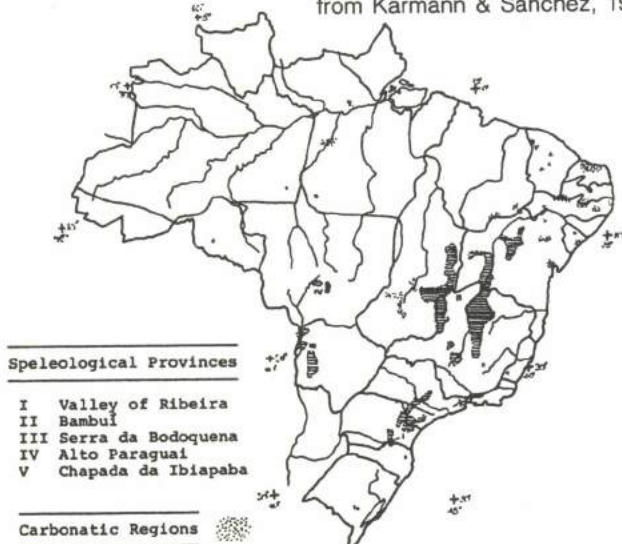 from Karmann & Sanchez, 19
Speleological Provinces
I Valley of Ribeira
II Bambuí
III Serra da Bodoquena
IV Alto Paraguai
V Chapada da Ibiapaba
Carbonatic Regions